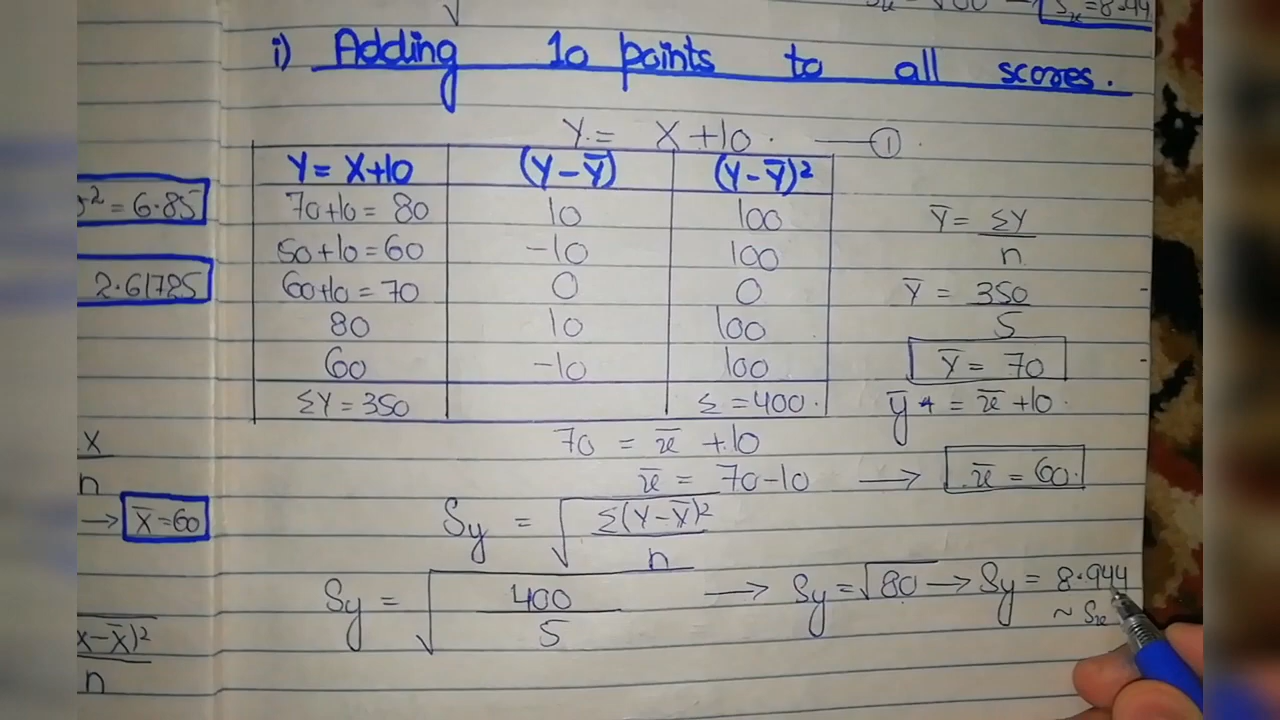 Sx = 8.944
i) Adding 10 points to all scores.
Y = X+10. —①
Y = X+10 (Y-Ȳ) (Y-Ȳ)²
70+10 = 80 10 100
50+10 = 60 -10 100
60+10 = 70 0 0
80 10 100
60 -10 100
ΣY = 350 Σ = 400.
Ȳ = ΣY
n
Ȳ = 350
5
Ȳ = 70
ȳ = x̄ +10.
70 = x̄ +10
x̄ = 70-10 → x̄ = 60.
Sy = √Σ(Y-Ȳ)²
n
Sy = √400 → Sy = √80 → Sy = 8.944
5
~ Sx
² = 6.85
2.61725
X
n
→ X̄ = 60
X-X̄)²
n